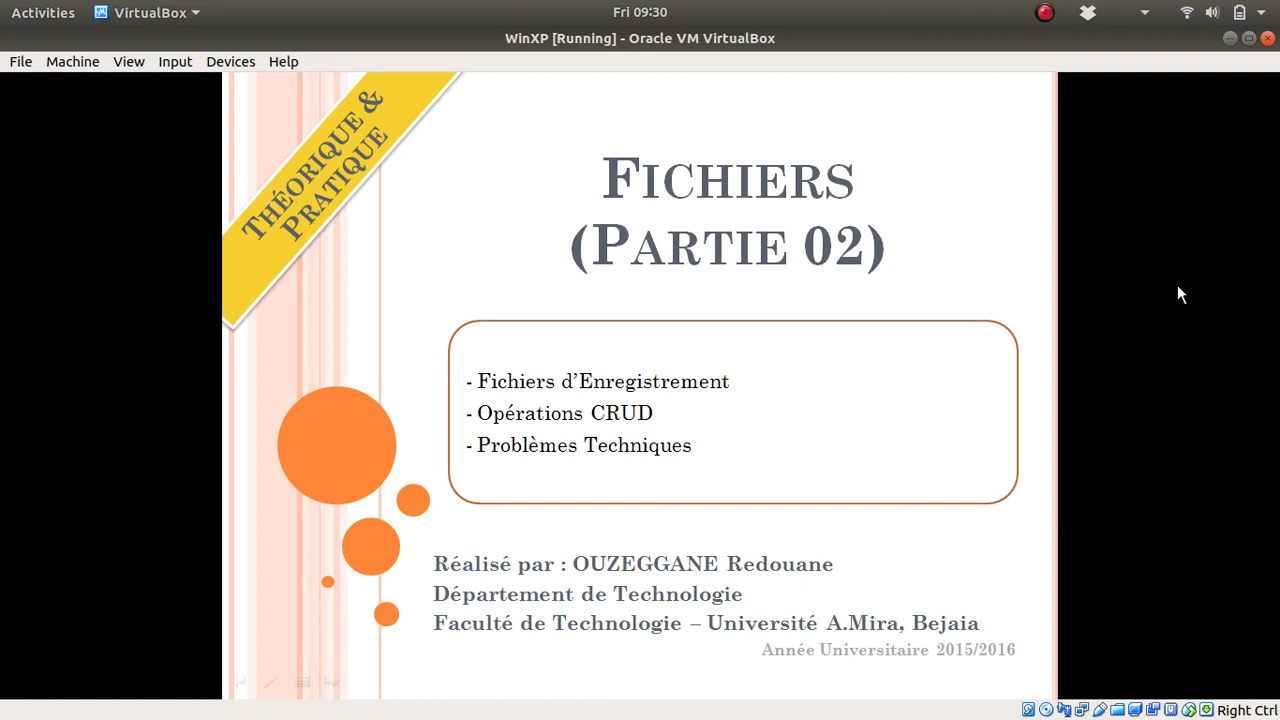 Activities VirtualBox Fri 09:30
WinXP [Running] - Oracle VM VirtualBox
File Machine View Input Devices Help
THÉORIQUE &
PRATIQUE
FICHIERS
(PARTIE 02)
- Fichiers d’Enregistrement
- Opérations CRUD
- Problèmes Techniques
Réalisé par : OUZEGGANE Redouane
Département de Technologie
Faculté de Technologie – Université A.Mira, Bejaia
Année Universitaire 2015/2016
Right Ctrl